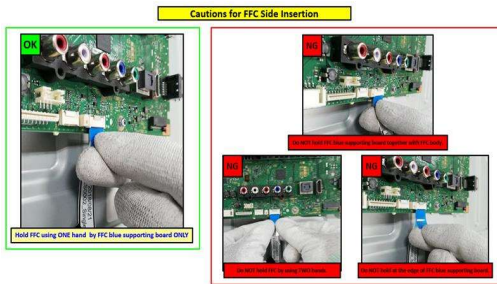 Cautions for FFC Side Insertion
OK
Hold FFC using ONE hand by FFC blue supporting board ONLY
NG
Do NOT hold FFC blue supporting board together with FFC body
NG
Do NOT hold FFC by using TWO hands
NG
Do NOT hold at the edge of FFC blue supporting board.